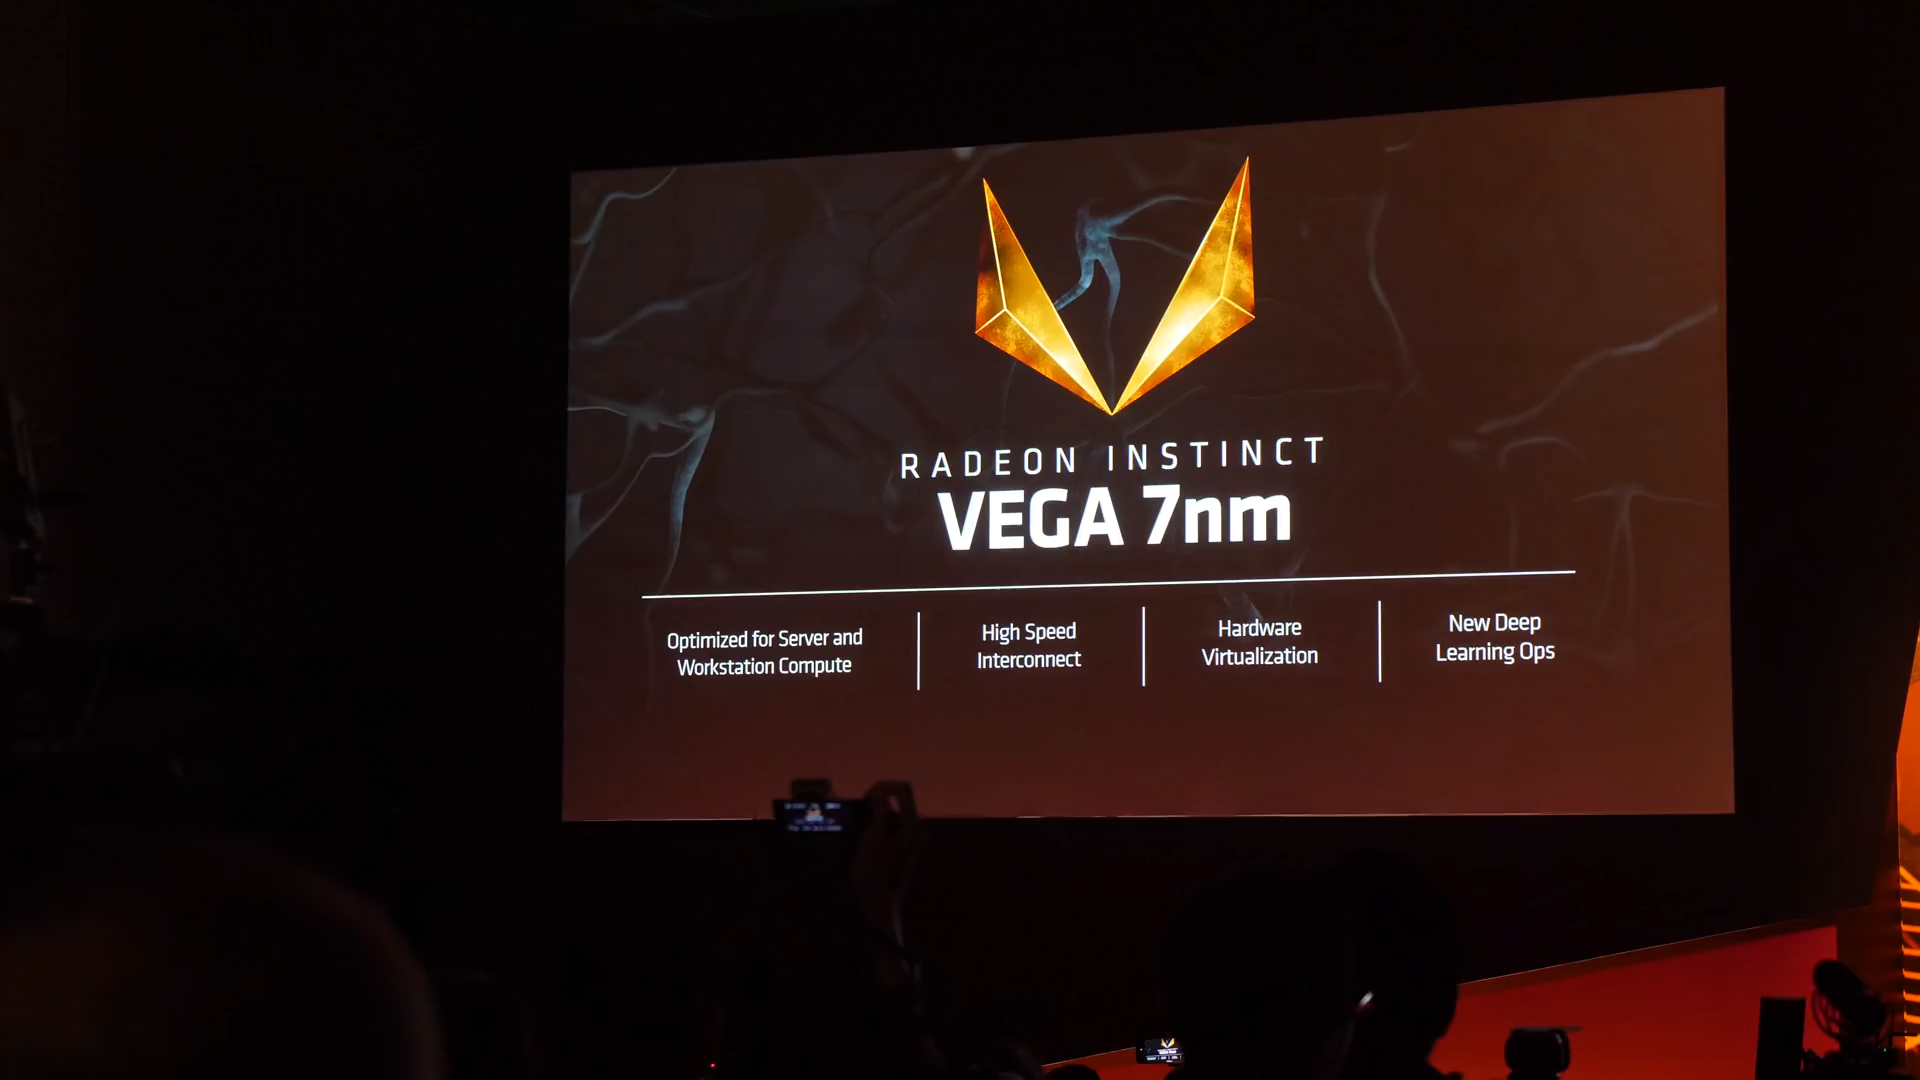 RADEON INSTINCT
VEGA 7nm
Optimized for Server and
Workstation Compute
High Speed
Interconnect
Hardware
Virtualization
New Deep
Learning Ops